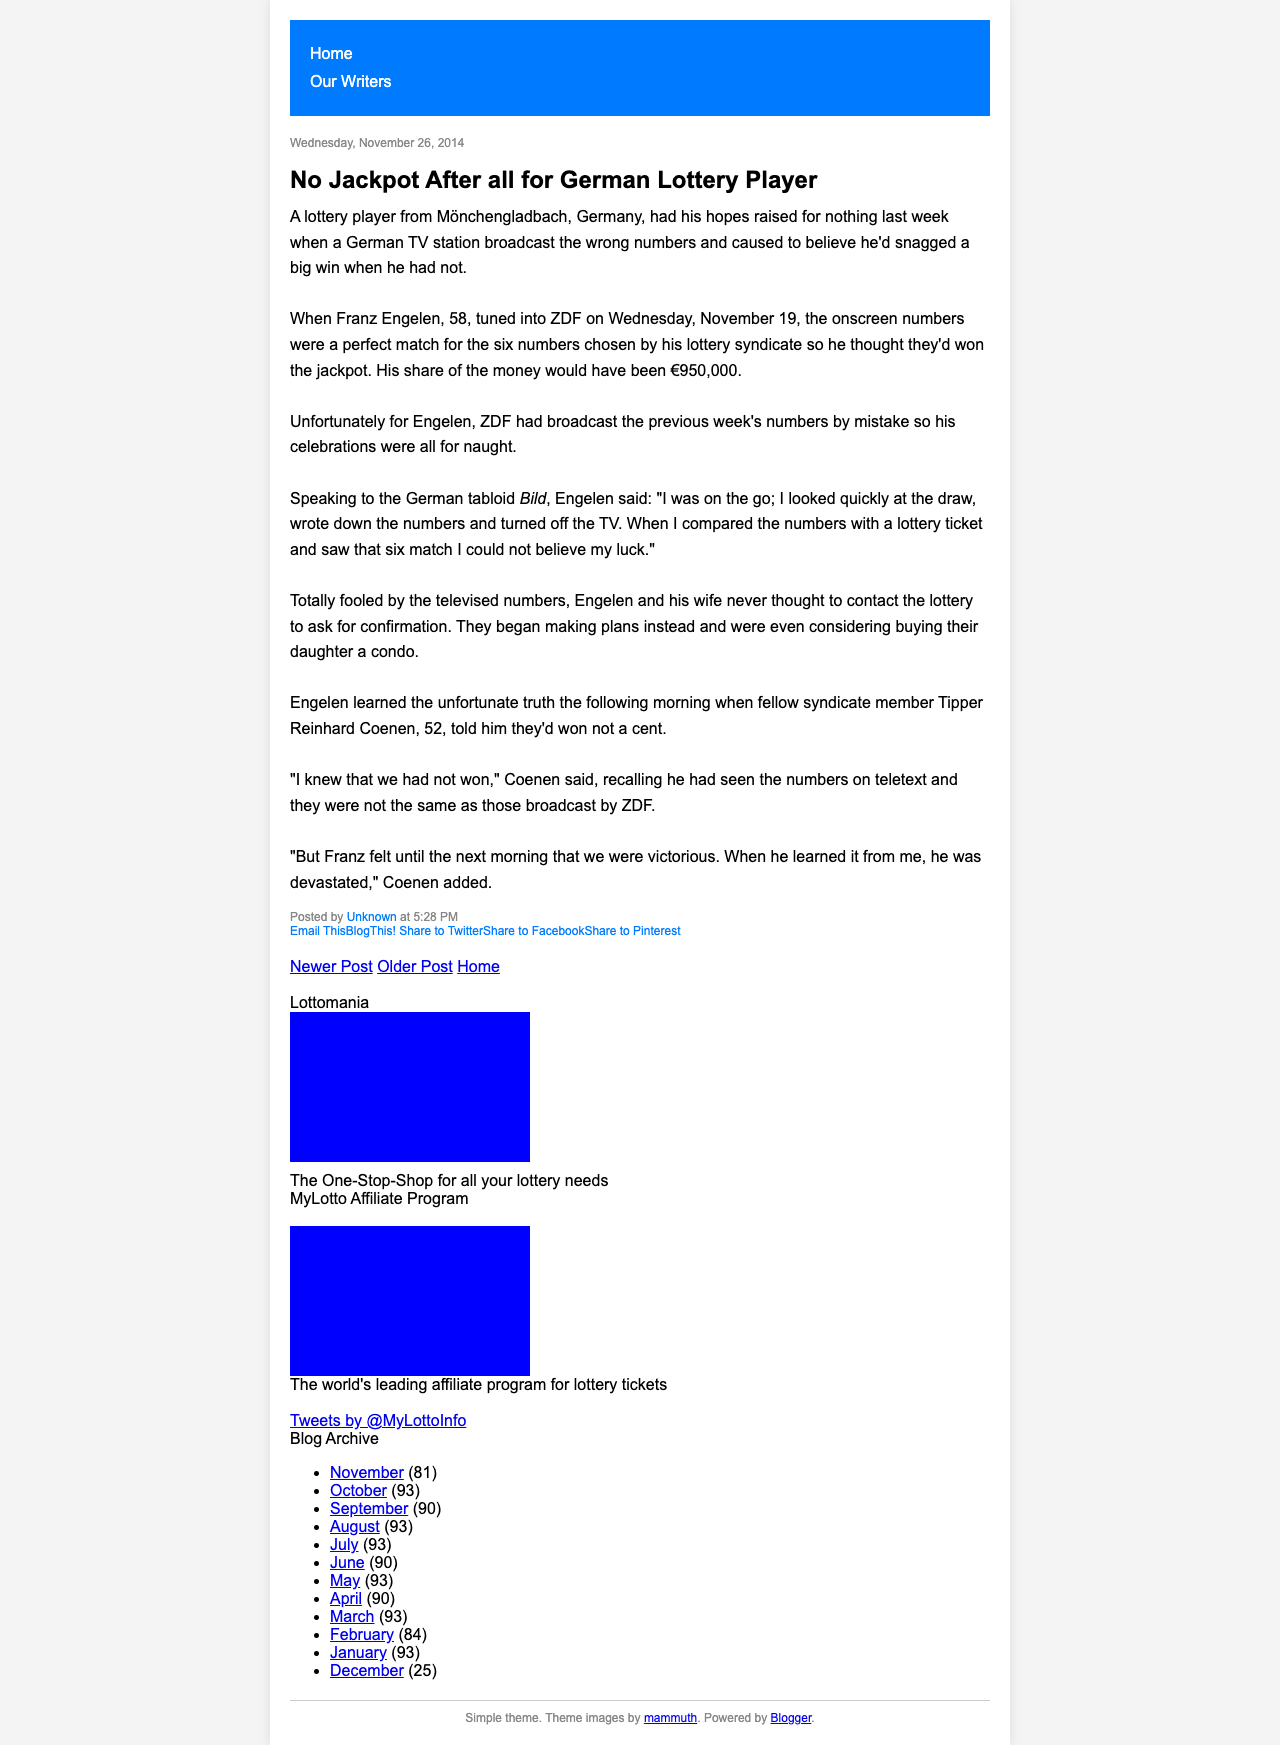 Home
Our Writers
Wednesday, November 26, 2014
No Jackpot After all for German Lottery Player
A lottery player from Mönchengladbach, Germany, had his hopes raised for nothing last week
when a German TV station broadcast the wrong numbers and caused to believe he'd snagged a
big win when he had not.
When Franz Engelen, 58, tuned into ZDF on Wednesday, November 19, the onscreen numbers
were a perfect match for the six numbers chosen by his lottery syndicate so he thought they'd won
the jackpot. His share of the money would have been €950,000.
Unfortunately for Engelen, ZDF had broadcast the previous week's numbers by mistake so his
celebrations were all for naught.
Speaking to the German tabloid Bild, Engelen said: "I was on the go; I looked quickly at the draw,
wrote down the numbers and turned off the TV. When I compared the numbers with a lottery ticket
and saw that six match I could not believe my luck."
Totally fooled by the televised numbers, Engelen and his wife never thought to contact the lottery
to ask for confirmation. They began making plans instead and were even considering buying their
daughter a condo.
Engelen learned the unfortunate truth the following morning when fellow syndicate member Tipper
Reinhard Coenen, 52, told him they'd won not a cent.
"I knew that we had not won," Coenen said, recalling he had seen the numbers on teletext and
they were not the same as those broadcast by ZDF.
"But Franz felt until the next morning that we were victorious. When he learned it from me, he was
devastated," Coenen added.
Posted by Unknown at 5:28 PM
Email ThisBlogThis! Share to TwitterShare to FacebookShare to Pinterest
Newer Post Older Post Home
Lottomania
The One-Stop-Shop for all your lottery needs
MyLotto Affiliate Program
The world's leading affiliate program for lottery tickets
Tweets by @MyLottoInfo
Blog Archive
• November (81)
• October (93)
• September (90)
• August (93)
• July (93)
• June (90)
• May (93)
• April (90)
• March (93)
• February (84)
• January (93)
• December (25)
Simple theme. Theme images by mammuth. Powered by Blogger.